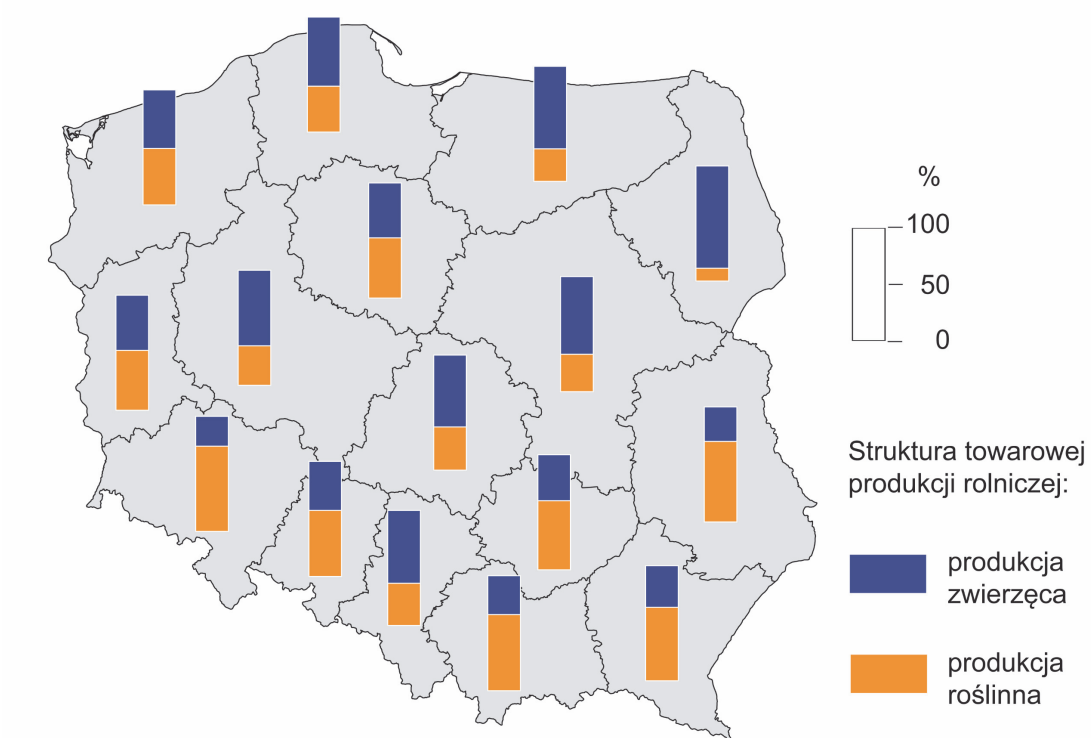 %
100
50
0
Struktura towarowej
produkcji rolniczej:
produkcja
zwierzęca
produkcja
roślinna